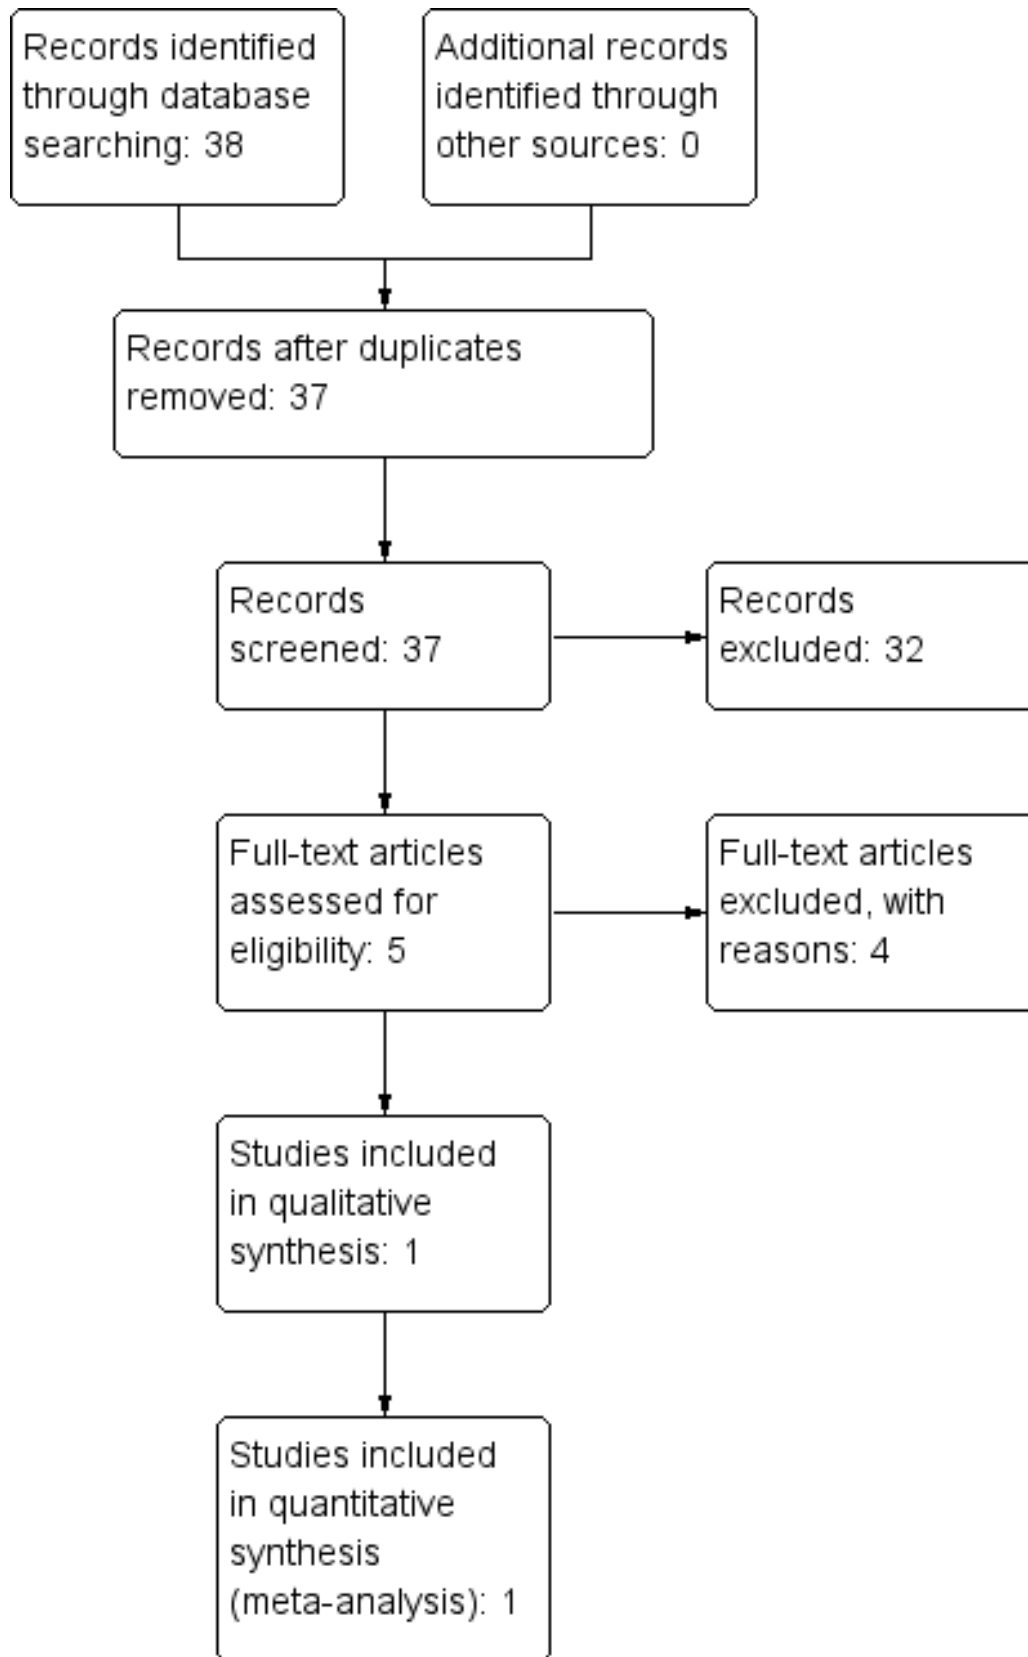 Records identified
through database
searching: 38
Additional records
identified through
other sources: 0
Records after duplicates
removed: 37
Records
screened: 37
Records
excluded: 32
Full-text articles
assessed for
eligibility: 5
Full-text articles
excluded, with
reasons: 4
Studies included
in qualitative
synthesis: 1
Studies included
in quantitative
synthesis
(meta-analysis): 1